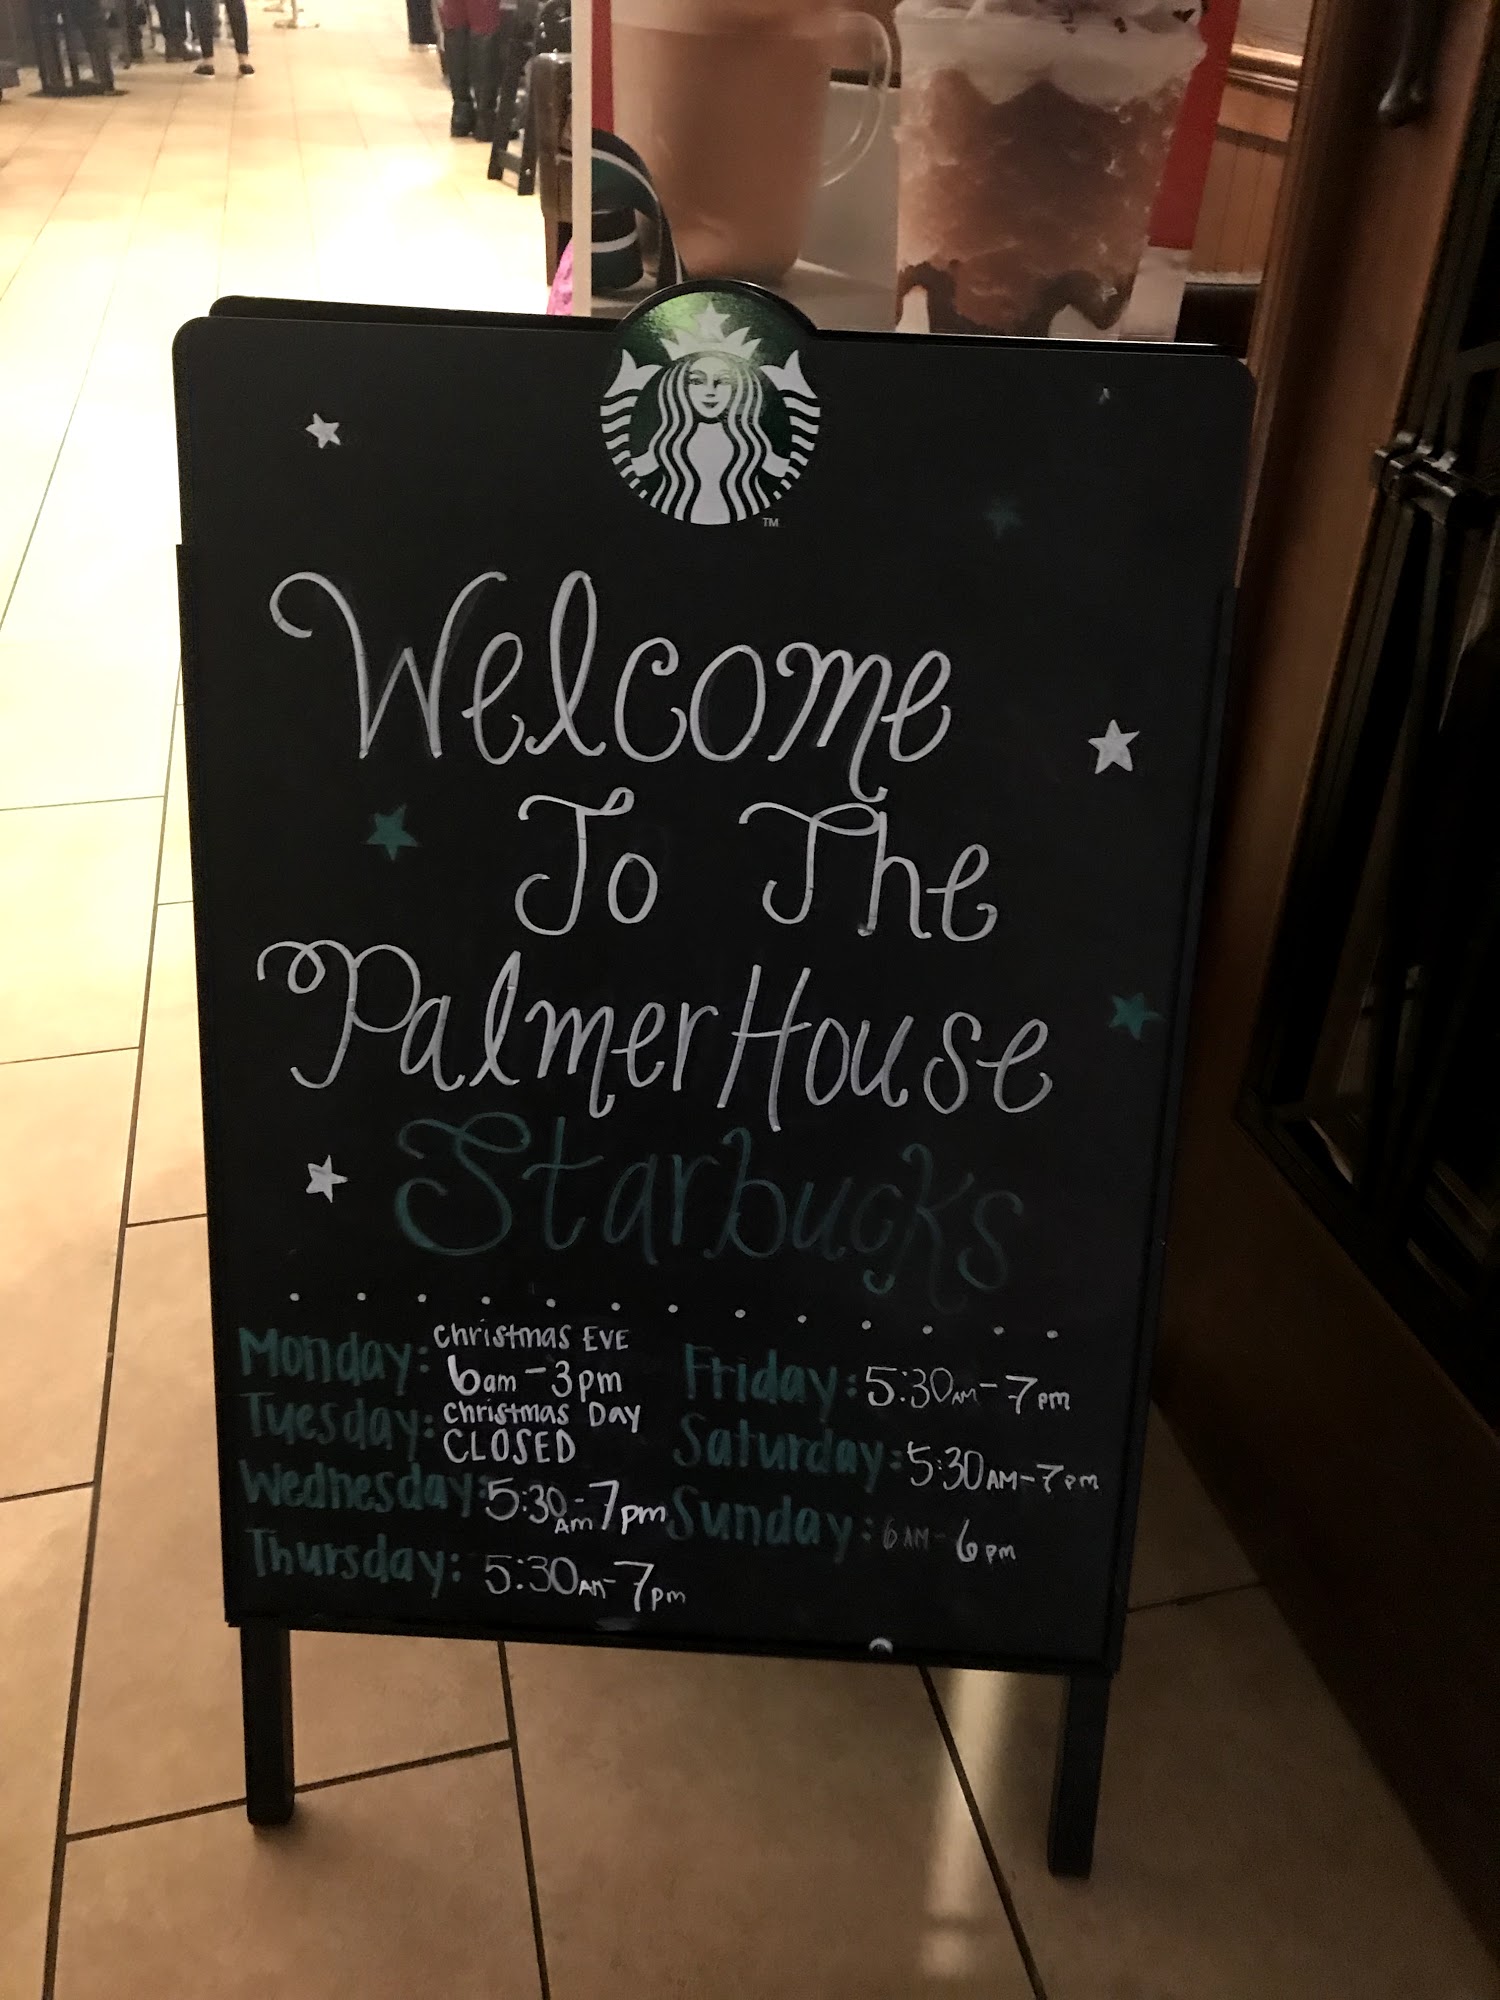 TM
Welcome
To The
PalmerHouse
Starbucks
Monday: Christmas EVE
6am-3pm
Tuesday: Christmas Day
CLOSED
Wednesday: 5:30AM-7pm
Thursday: 5:30AM-7pm
Friday: 5:30AM-7pm
Saturday: 5:30AM-7pm
Sunday: 6AM-6pm